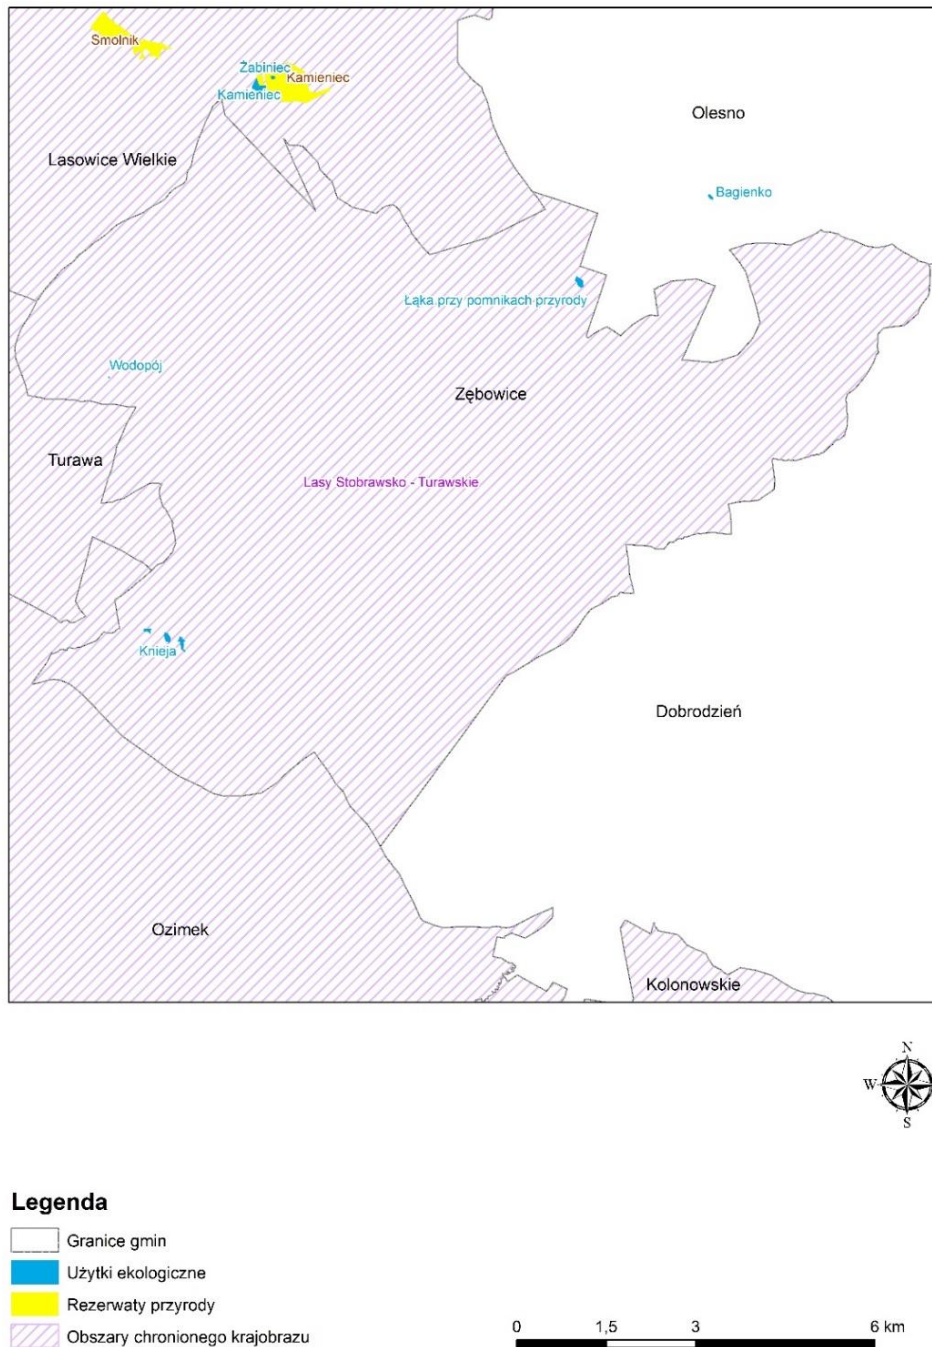 Smolnik
Żabiniec
Kamieniec
Kamieniec
Olesno
Lasowice Wielkie
Bagienko
Łąka przy pomnikach przyrody
Wodopój
Zębowice
Turawa
Lasy Stobrawsko - Turawskie
Knieja
Dobrodzień
Ozimek
Kolonowskie
N
W
S
Legenda
Granice gmin
Użytki ekologiczne
Rezerwaty przyrody
Obszary chronionego krajobrazu
0 1,5 3 6 km